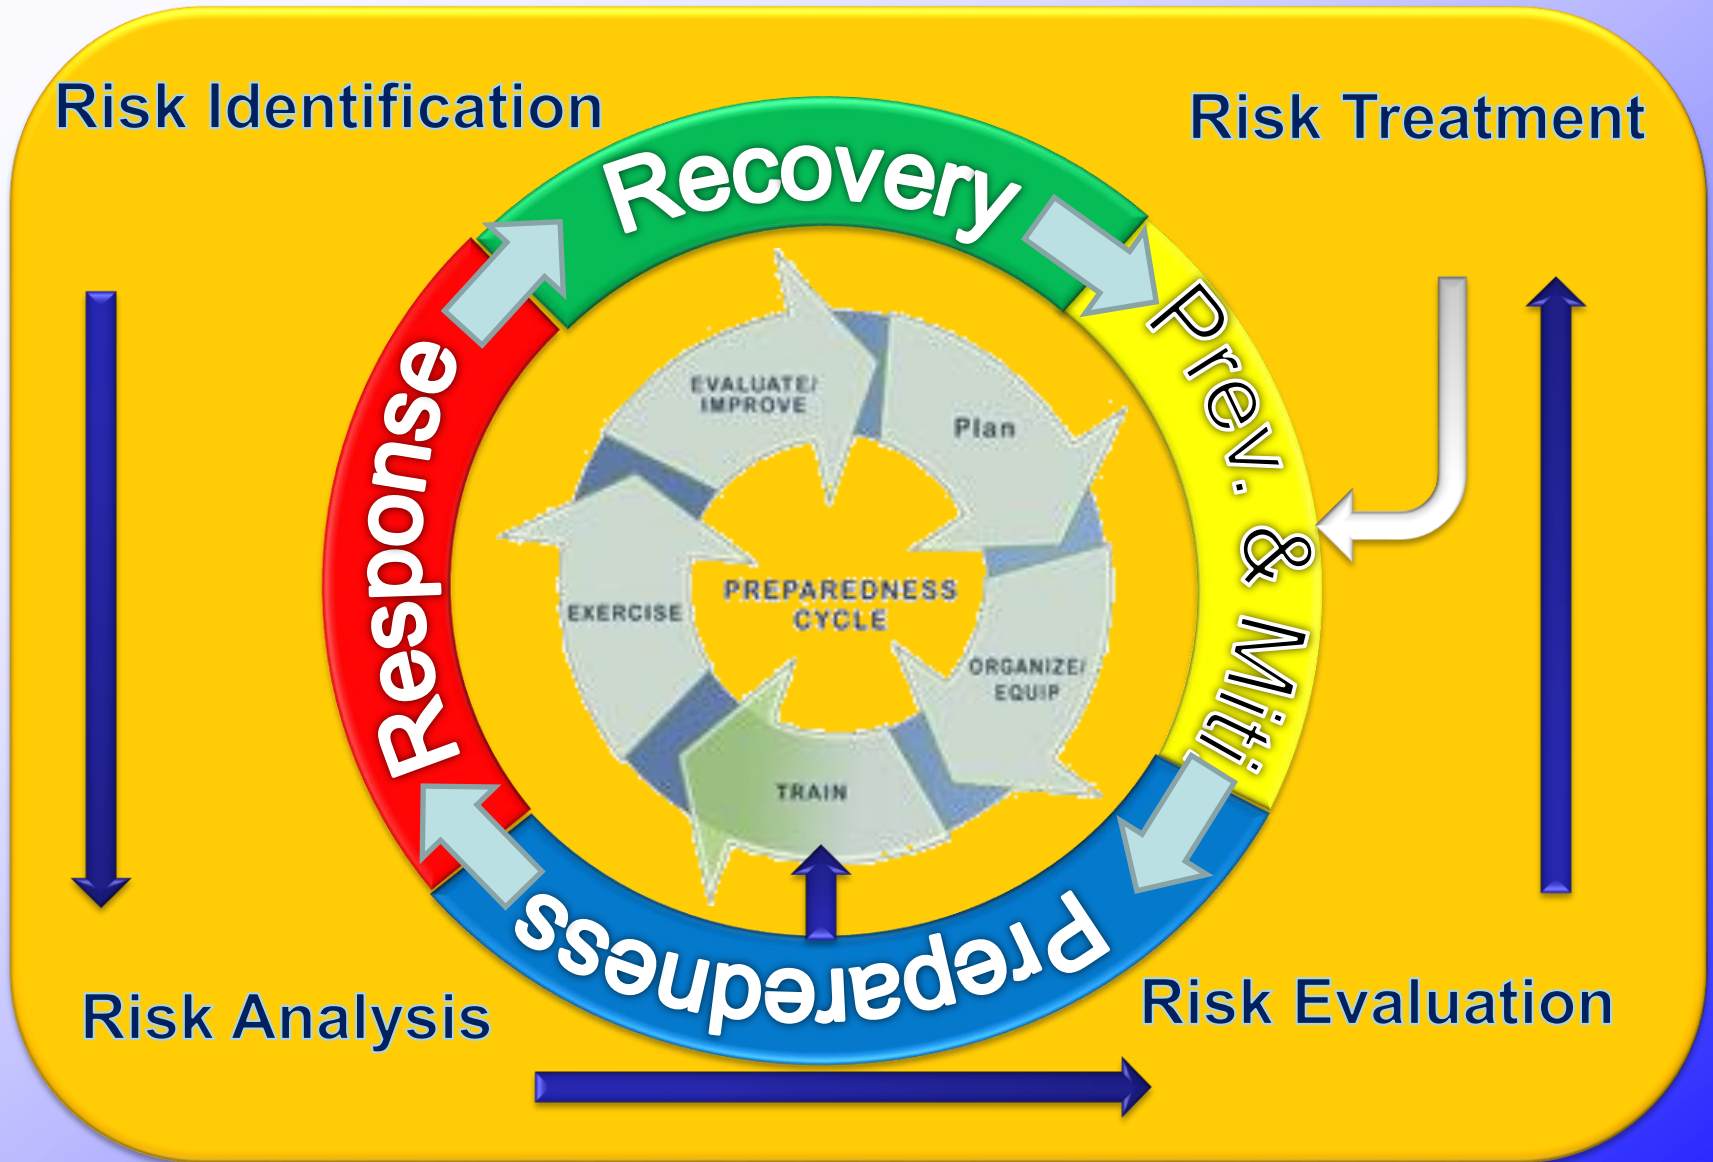 Risk Identification
Risk Treatment
Recovery
Prev. & Miti.
Preparedness
Response
EVALUATE/
IMPROVE
Plan
ORGANIZE/
EQUIP
TRAIN
EXERCISE
PREPAREDNESS
CYCLE
Risk Analysis
Risk Evaluation